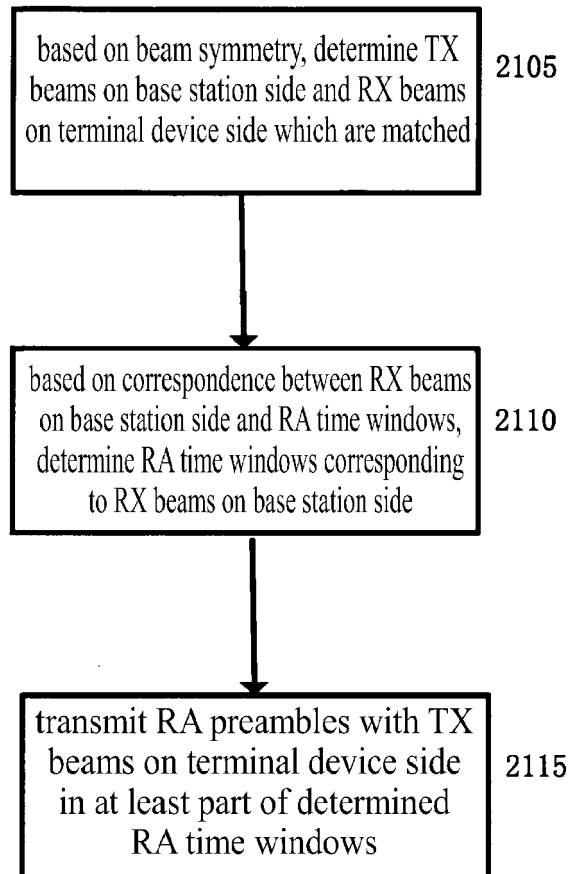 based on beam symmetry, determine TX
beams on base station side and RX beams
on terminal device side which are matched
2105
based on correspondence between RX beams
on base station side and RA time windows,
determine RA time windows corresponding
to RX beams on base station side
2110
transmit RA preambles with TX
beams on terminal device side
in at least part of determined
RA time windows
2115